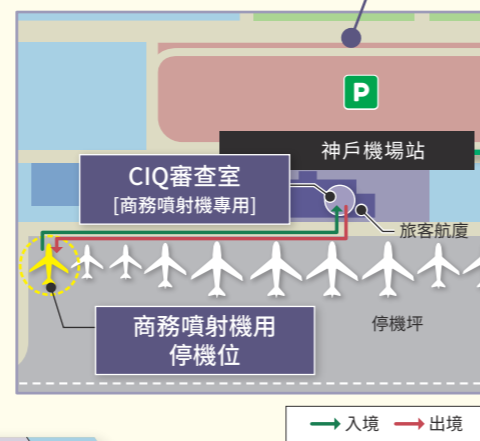 P
神戶機場站
CIQ審查室
[商務噴射機專用]
旅客航廈
商務噴射機用
停機位
停機坪
入境
出境